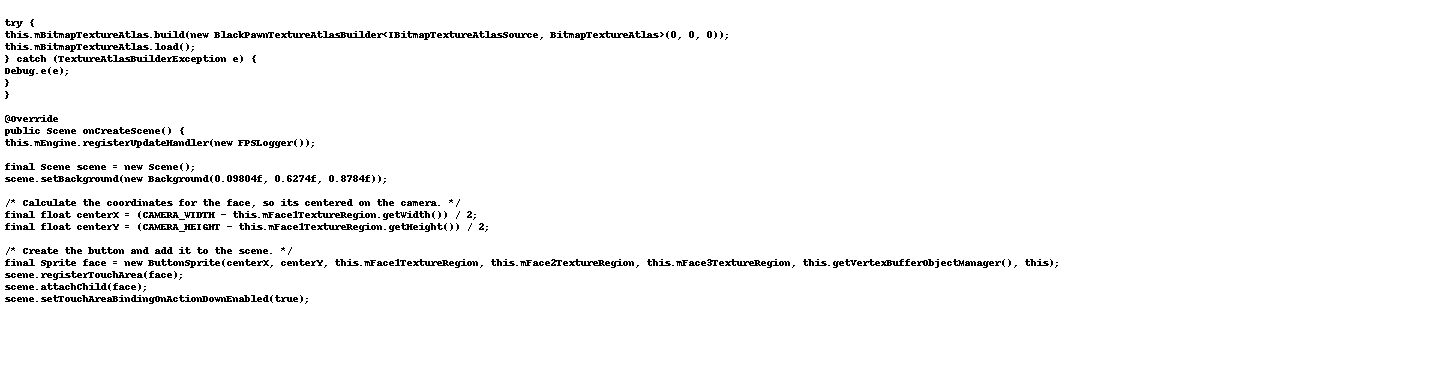 try {
this.mBitmapTextureAtlas.build(new BlackPawnTextureAtlasBuilder<IBitmapTextureAtlasSource, BitmapTextureAtlas>(0, 0, 0));
this.mBitmapTextureAtlas.load();
} catch (TextureAtlasBuilderException e) {
Debug.e(e);
}
}
@Override
public Scene onCreateScene() {
this.mEngine.registerUpdateHandler(new FPSLogger());
final Scene scene = new Scene();
scene.setBackground(new Background(0.09804f, 0.6274f, 0.8784f));
/* Calculate the coordinates for the face, so its centered on the camera. */
final float centerX = (CAMERA_WIDTH - this.mFace1TextureRegion.getWidth()) / 2;
final float centerY = (CAMERA_HEIGHT - this.mFace1TextureRegion.getHeight()) / 2;
/* Create the button and add it to the scene. */
final Sprite face = new ButtonSprite(centerX, centerY, this.mFace1TextureRegion, this.mFace2TextureRegion, this.mFace3TextureRegion, this.getVertexBufferObjectManager(), this);
scene.registerTouchArea(face);
scene.attachChild(face);
scene.setTouchAreaBindingOnActionDownEnabled(true);